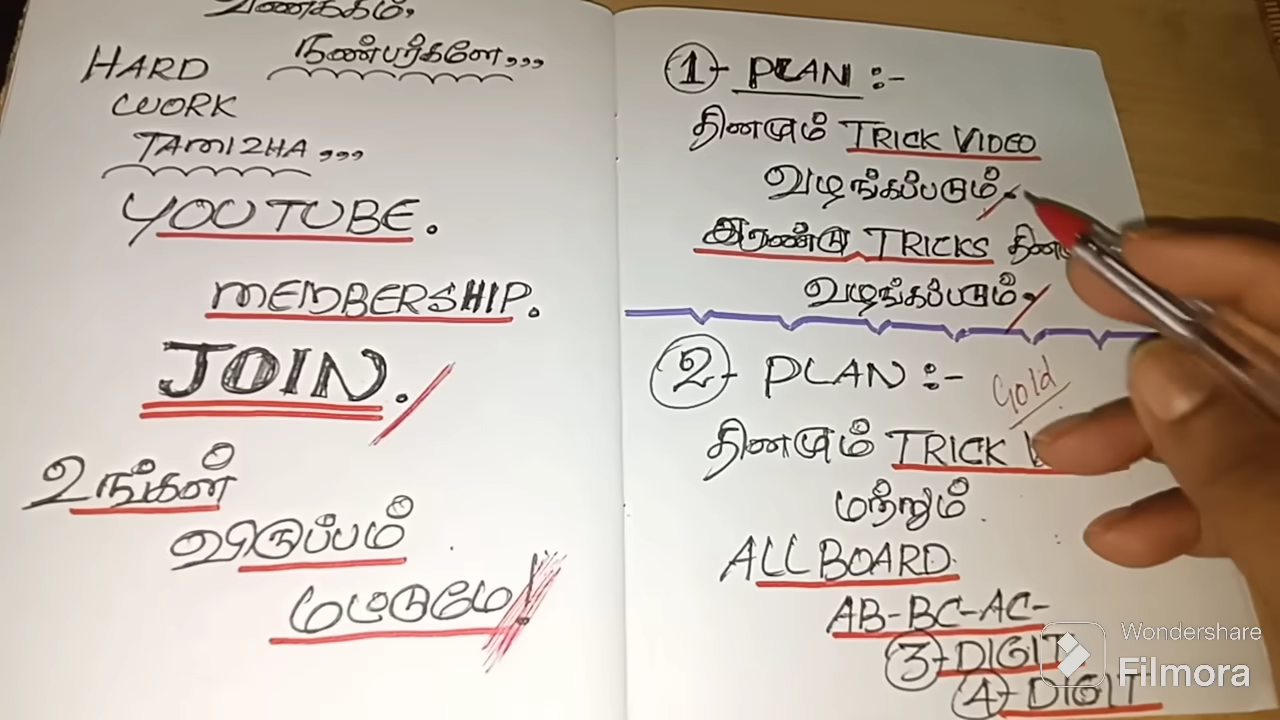 வணக்கம்,
நண்பர்களே,,,
HARD
WORK
TAMIZHA,,,
YOUTUBE.
MEMBERSHIP.
JOIN.
உங்கள்
விருப்பம்
மட்டுமே!
1 - PLAN :-
தினமும் TRICK VIDEO
வழங்கப்படும்.
இரண்டு TRICKS
வழங்கப்படும்.
2 - PLAN :- Gold
தினமும் TRICK
மற்றும்.
ALL BOARD.
AB-BC-AC-
3-DIGIT
4-DIGIT
Wondershare
Filmora